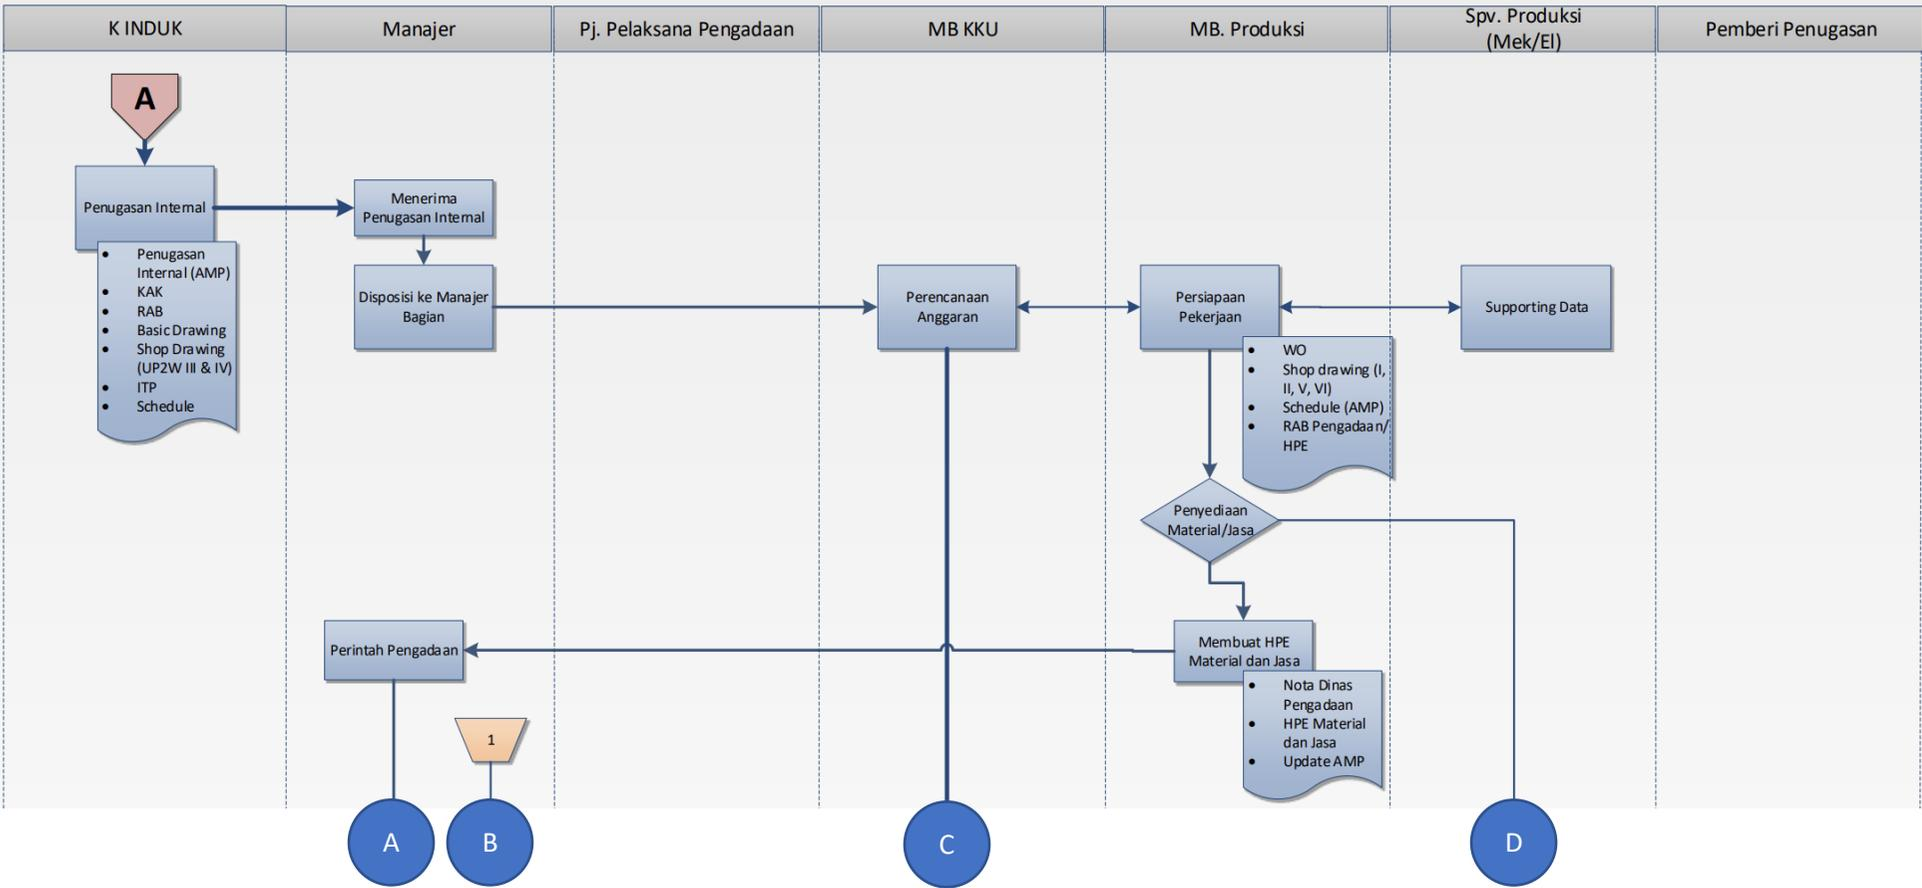 K INDUK
Manajer
Pj. Pelaksana Pengadaan
MB KKU
MB. Produksi
Spv. Produksi
(Mek/El)
Pemberi Penugasan
A
Penugasan Internal
Menerima
Penugasan Internal
• Penugasan
Internal (AMP)
• KAK
• RAB
• Basic Drawing
• Shop Drawing
(UP2W III & IV)
• ITP
• Schedule
Disposisi ke Manajer
Bagian
Perencanaan
Anggaran
Persiapaan
Pekerjaan
Supporting Data
• WO
• Shop drawing (I,
II, V, VI)
• Schedule (AMP)
• RAB Pengadaan/
HPE
Penyediaan
Material/Jasa
Perintah Pengadaan
Membuat HPE
Material dan Jasa
• Nota Dinas
Pengadaan
• HPE Material
dan Jasa
• Update AMP
1
A
B
C
D